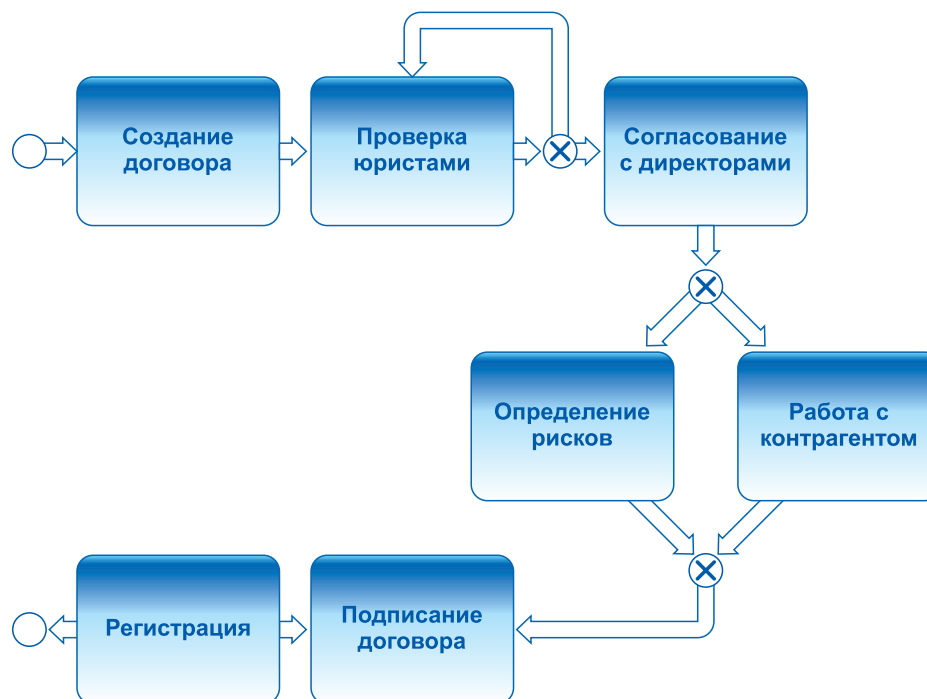 Создание
договора
Проверка
юристами
Согласование
с директорами
Определение
рисков
Работа с
контрагентом
Регистрация
Подписание
договора